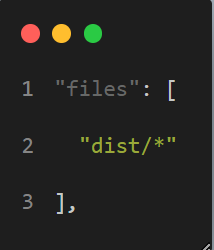 1 "files": [
2 "dist/*"
3 ],